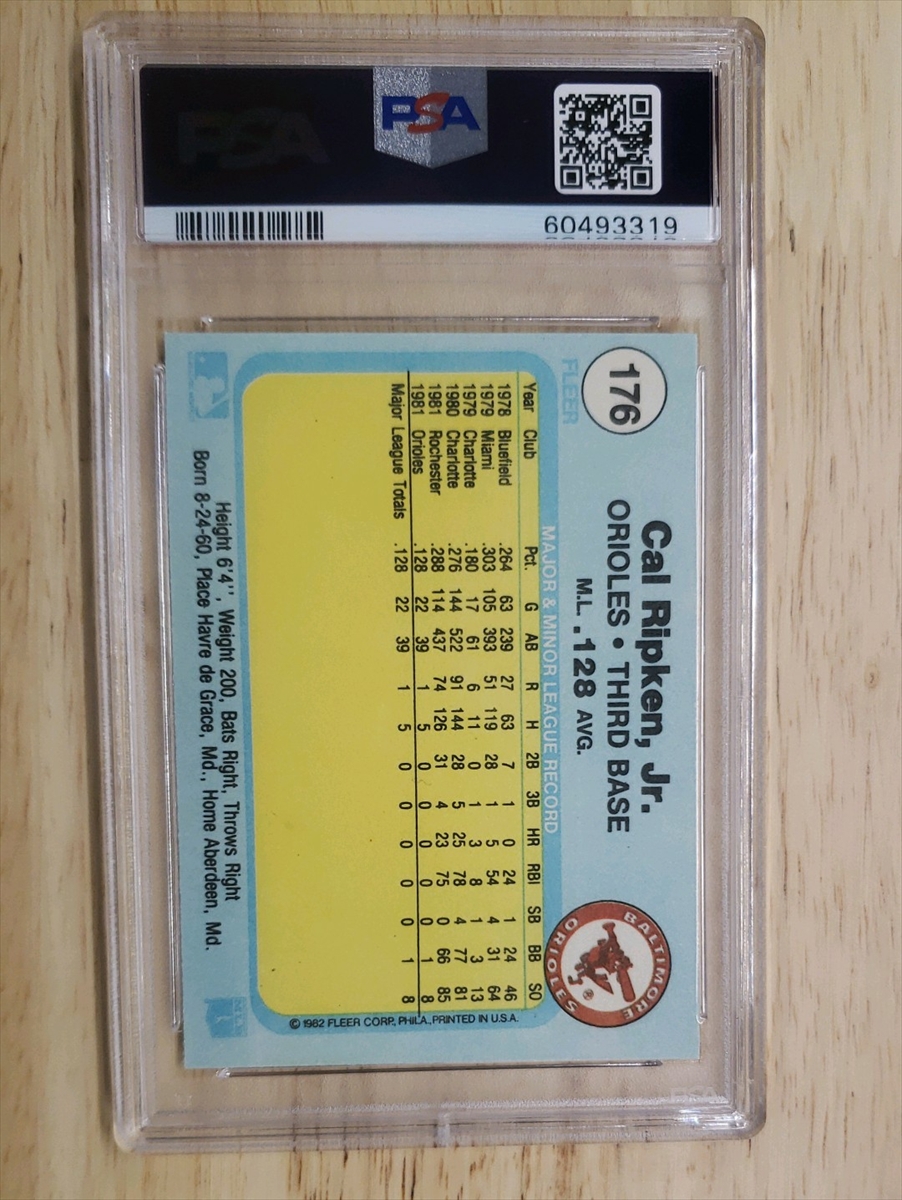 PSA
PSA
60493319
176
FLEER
Cal Ripken, Jr.
ORIOLES • THIRD BASE
M.L. .128 AVG.
BALTIMORE
ORIOLES
®
MAJOR & MINOR LEAGUE RECORD
Year Club Pct. G AB R H 2B 3B HR RBI SB BB SO
1978 Bluefield .264 63 239 27 63 7 1 0 24 1 24 46
1979 Miami .303 105 393 51 119 28 1 5 54 4 31 64
1979 Charlotte .180 17 61 6 11 0 1 3 8 1 3 13
1980 Charlotte .276 144 522 91 144 28 5 25 78 4 77 81
1981 Rochester .288 114 437 74 126 31 4 23 75 0 66 85
1981 Orioles .128 22 39 1 5 0 0 0 0 0 1 8
Major League Totals .128 22 39 1 5 0 0 0 0 0 1 8
© 1982 FLEER CORP., PHILA., PRINTED IN U.S.A.
Height 6'4", Weight 200, Bats Right, Throws Right
Born 8-24-60, Place Havre de Grace, Md., Home Aberdeen, Md.